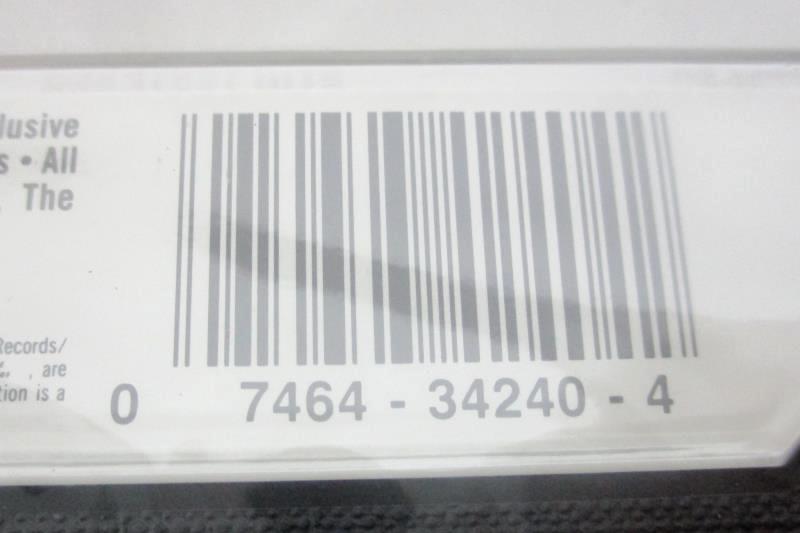 lusive
s • All
. The
Records/
, are
tion is a
0 7464 - 34240 - 4